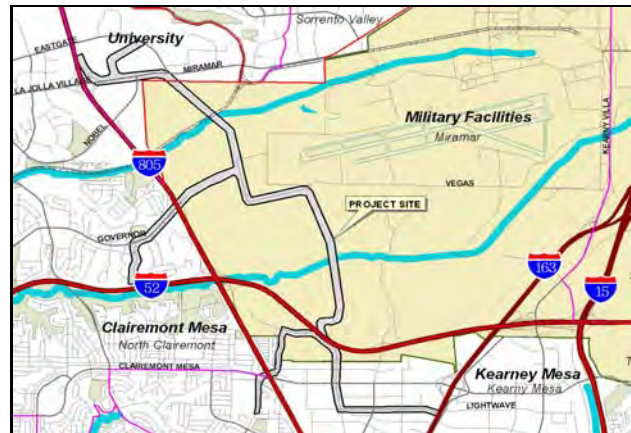 Sorrento Valley
University
EASTGATE
MIRAMAR
LA JOLLA VILLAGE
NOBEL
Military Facilities
Miramar
KEARNY VILLA
805
VEGAS
PROJECT SITE
GOVERNOR
163
52
15
Clairemont Mesa
North Clairemont
CLAIREMONT MESA
Kearney Mesa
Kearny Mesa
LIGHTWAVE